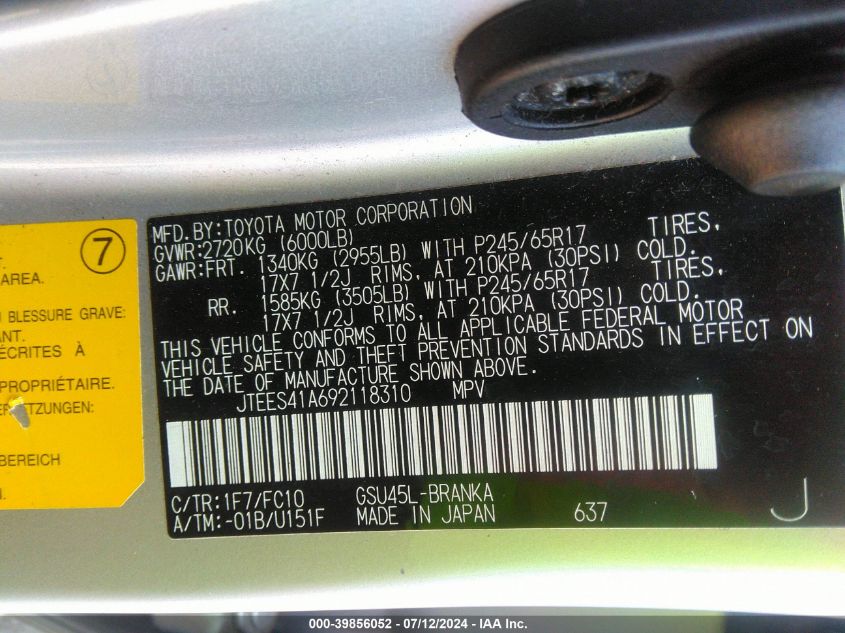 7
T.
AREA.
BLESSURE GRAVE:
ANT.
ÉCRITES À
PROPRIÉTAIRE.
TZUNGEN:
BEREICH
MFD.BY:TOYOTA MOTOR CORPORATION
GVWR:2720KG (6000LB)
GAWR:FRT. 1340KG (2955LB) WITH P245/65R17 TIRES,
17X7 1/2J RIMS, AT 210KPA (30PSI) COLD.
RR. 1585KG (3505LB) WITH P245/65R17 TIRES,
17X7 1/2J RIMS, AT 210KPA (30PSI) COLD.
THIS VEHICLE CONFORMS TO ALL APPLICABLE FEDERAL MOTOR
VEHICLE SAFETY AND THEFT PREVENTION STANDARDS IN EFFECT ON
THE DATE OF MANUFACTURE SHOWN ABOVE.
JTEES41A692118310 MPV
C/TR:1F7/FC10 GSU45L-BRANKA
A/TM:-01B/U151F MADE IN JAPAN 637 J
000-39856052 - 07/12/2024 - IAA Inc.